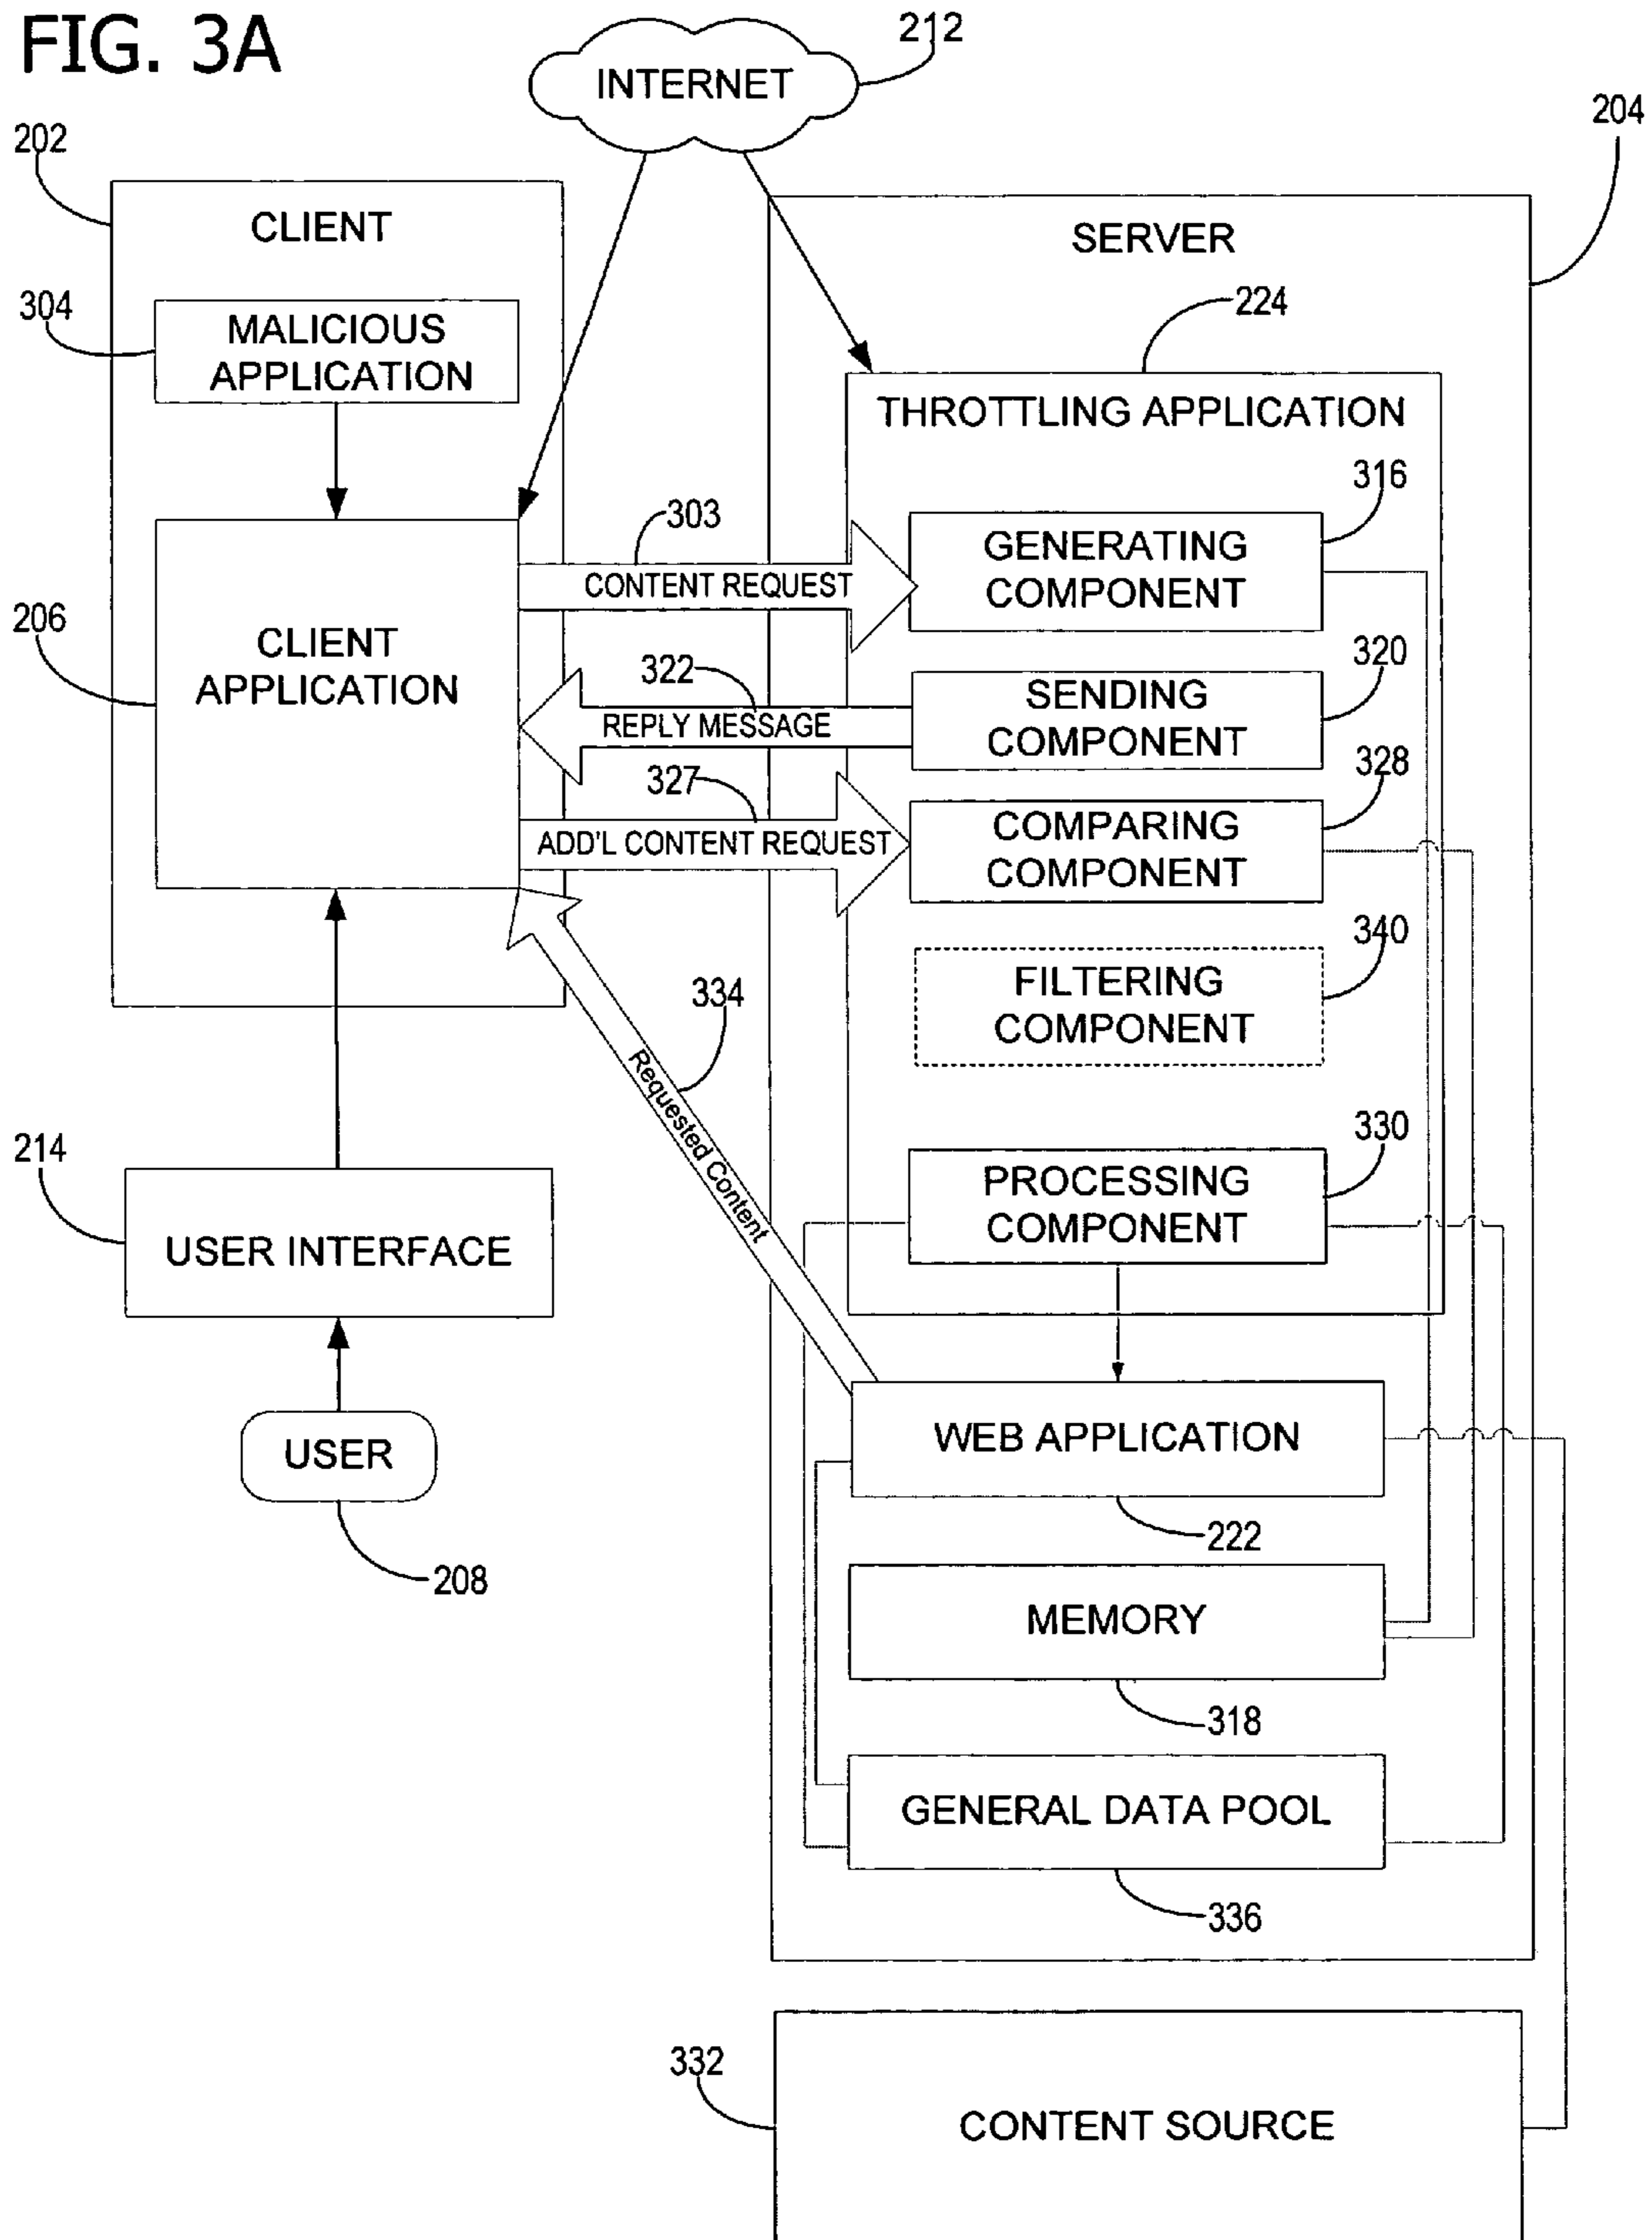 FIG. 3A
INTERNET
212
204
202
CLIENT
SERVER
304
MALICIOUS
APPLICATION
224
THROTTLING APPLICATION
303
CONTENT REQUEST
316
GENERATING
COMPONENT
206
CLIENT
APPLICATION
322
REPLY MESSAGE
320
SENDING
COMPONENT
327
ADD'L CONTENT REQUEST
328
COMPARING
COMPONENT
340
FILTERING
COMPONENT
334
Requested Content
330
PROCESSING
COMPONENT
214
USER INTERFACE
USER
208
WEB APPLICATION
222
MEMORY
318
GENERAL DATA POOL
336
332
CONTENT SOURCE